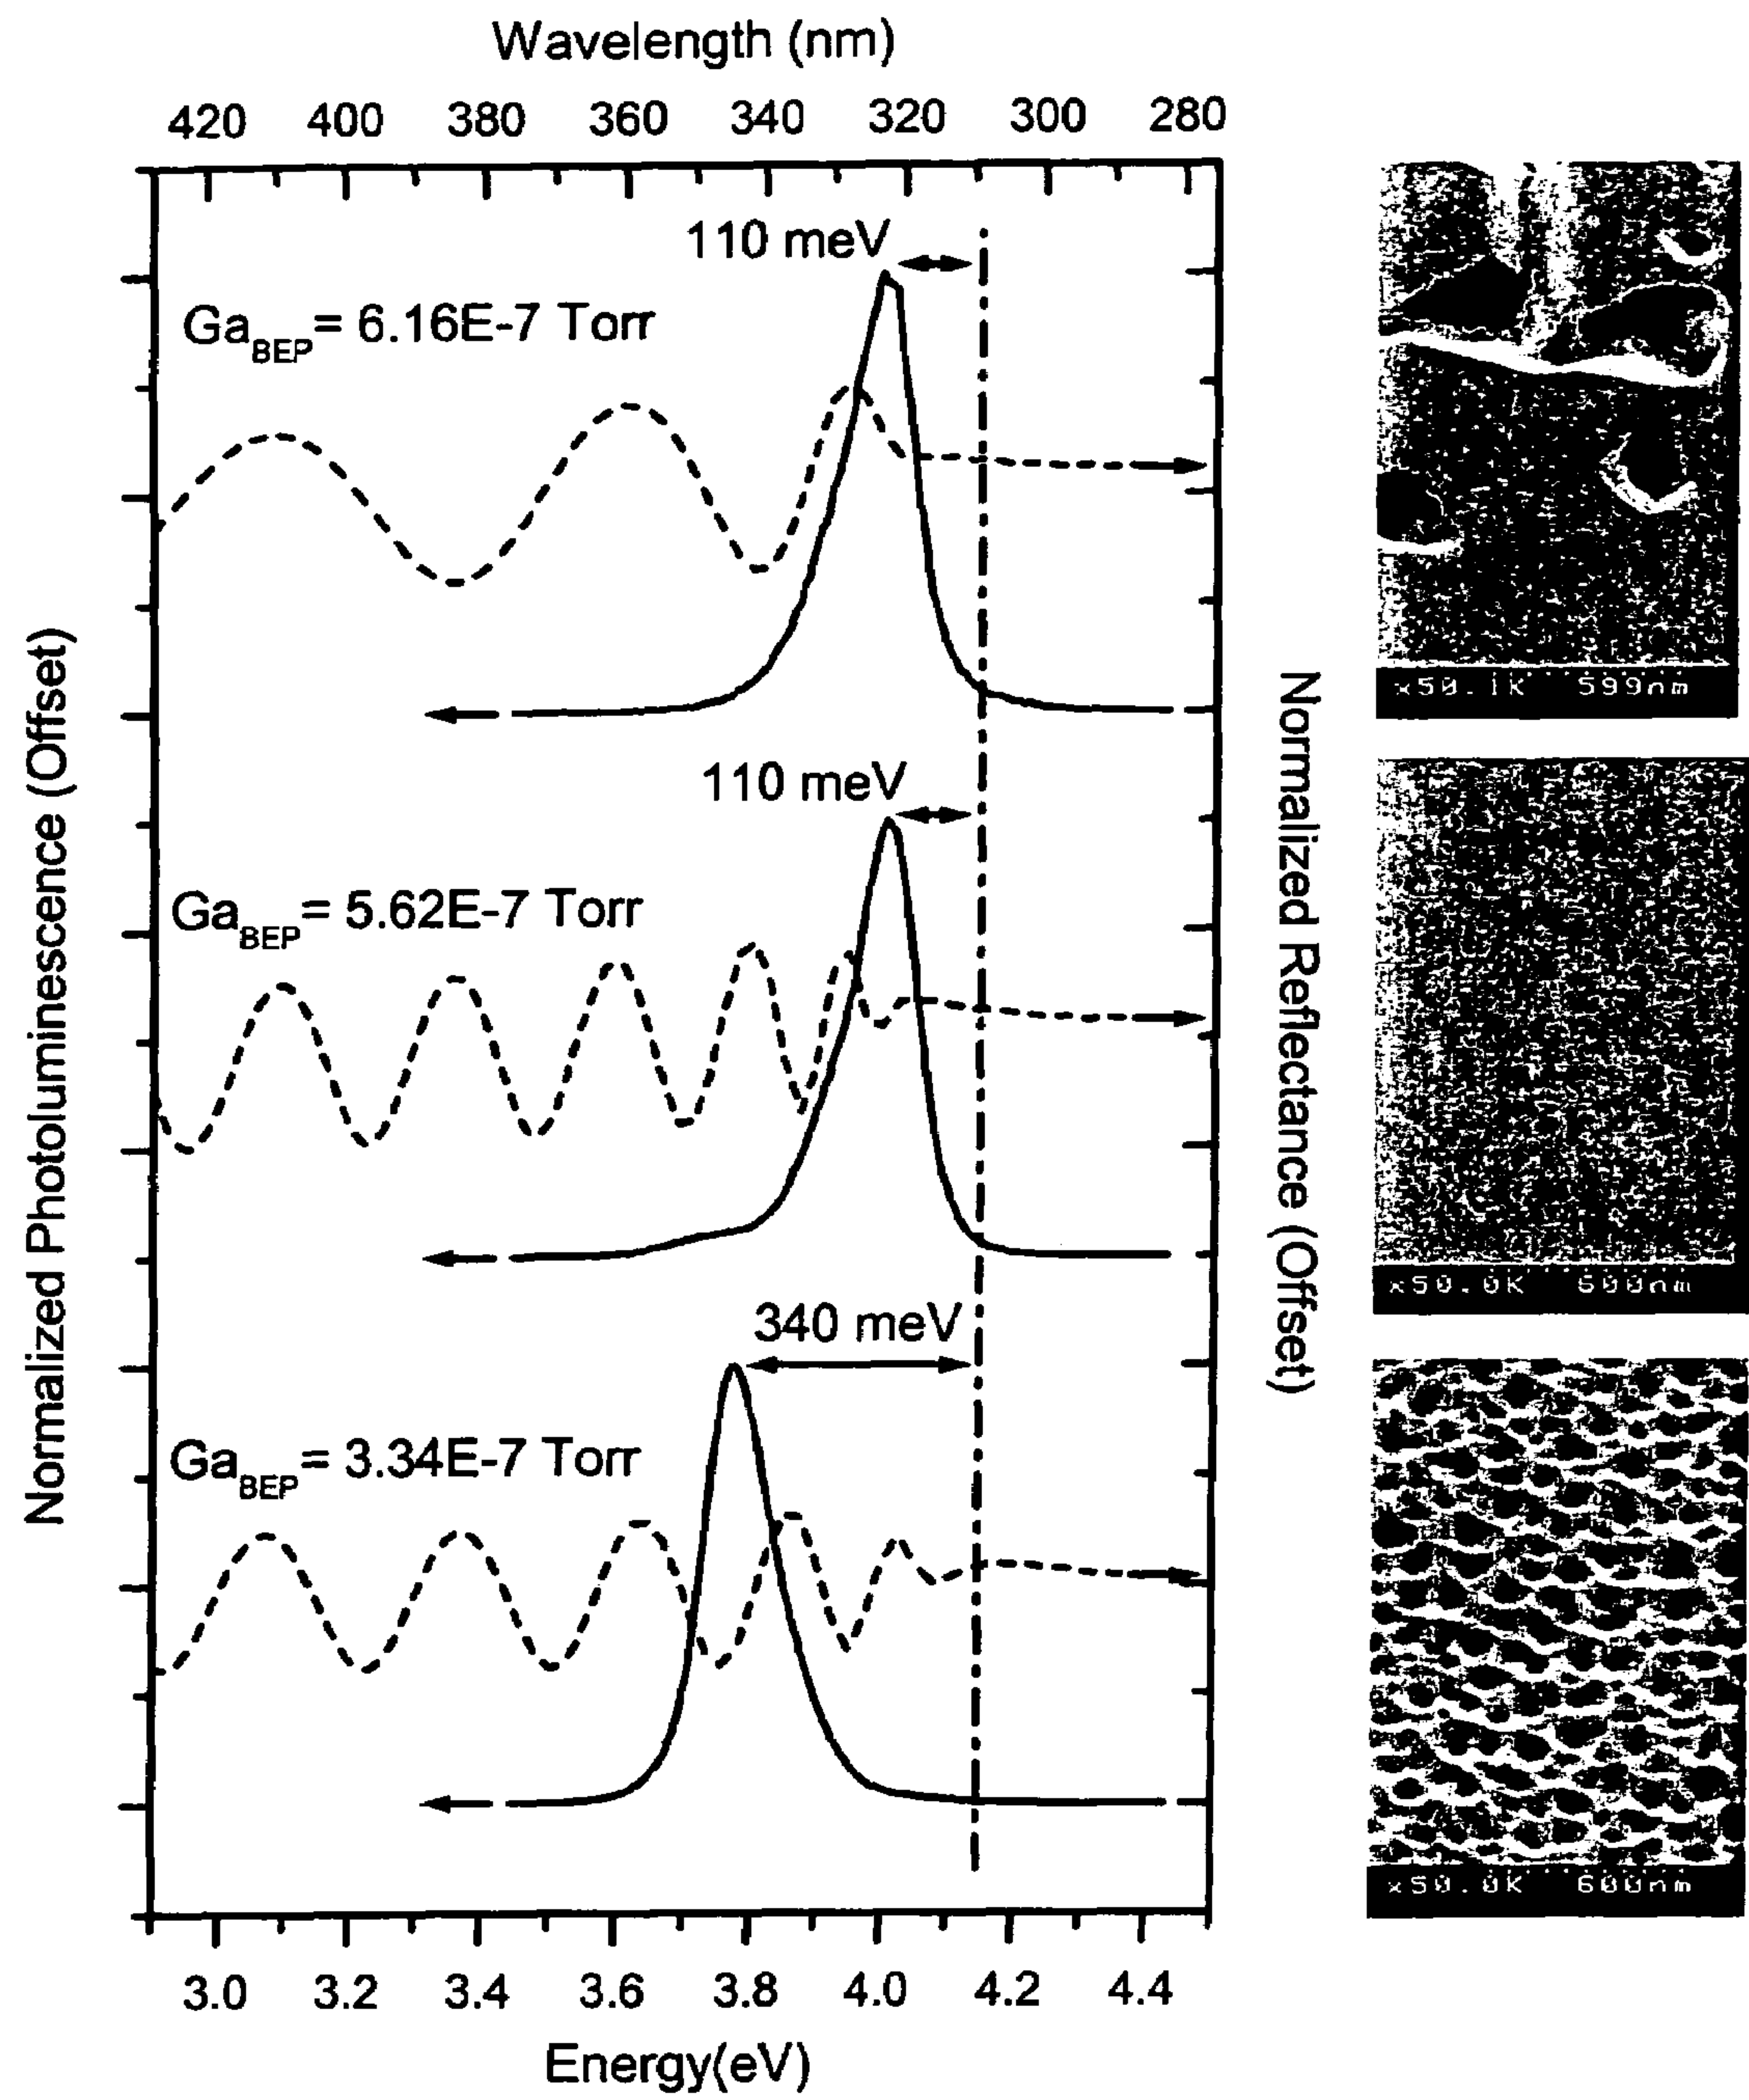 Wavelength (nm)
420 400 380 360 340 320 300 280
110 meV
Ga_BEP = 6.16E-7 Torr
110 meV
Ga_BEP = 5.62E-7 Torr
340 meV
Ga_BEP = 3.34E-7 Torr
3.0 3.2 3.4 3.6 3.8 4.0 4.2 4.4
Energy(eV)
Normalized Photoluminescence (Offset)
Normalized Reflectance (Offset)
x50.1K 599nm
x50.0K 600nm
x50.0K 600nm